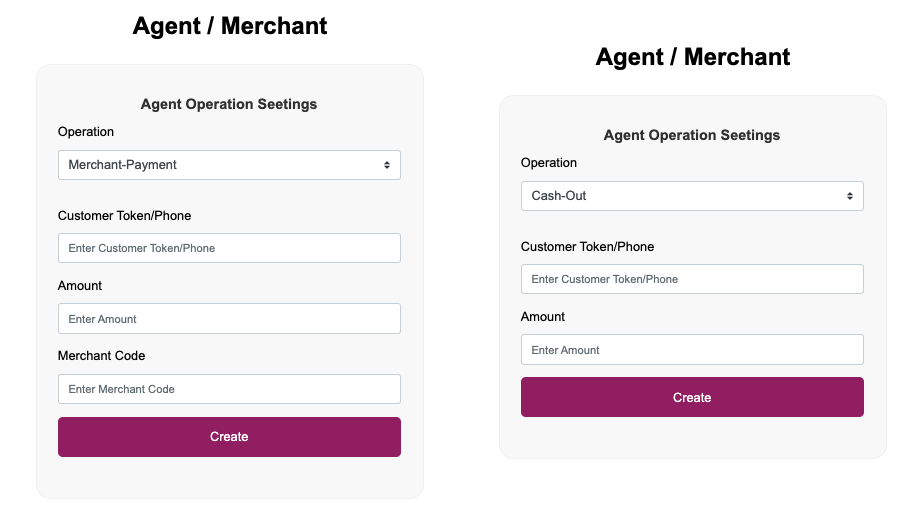 Agent / Merchant
Agent Operation Seetings
Operation
Merchant-Payment
Customer Token/Phone
Enter Customer Token/Phone
Amount
Enter Amount
Merchant Code
Enter Merchant Code
Create
Agent / Merchant
Agent Operation Seetings
Operation
Cash-Out
Customer Token/Phone
Enter Customer Token/Phone
Amount
Enter Amount
Create